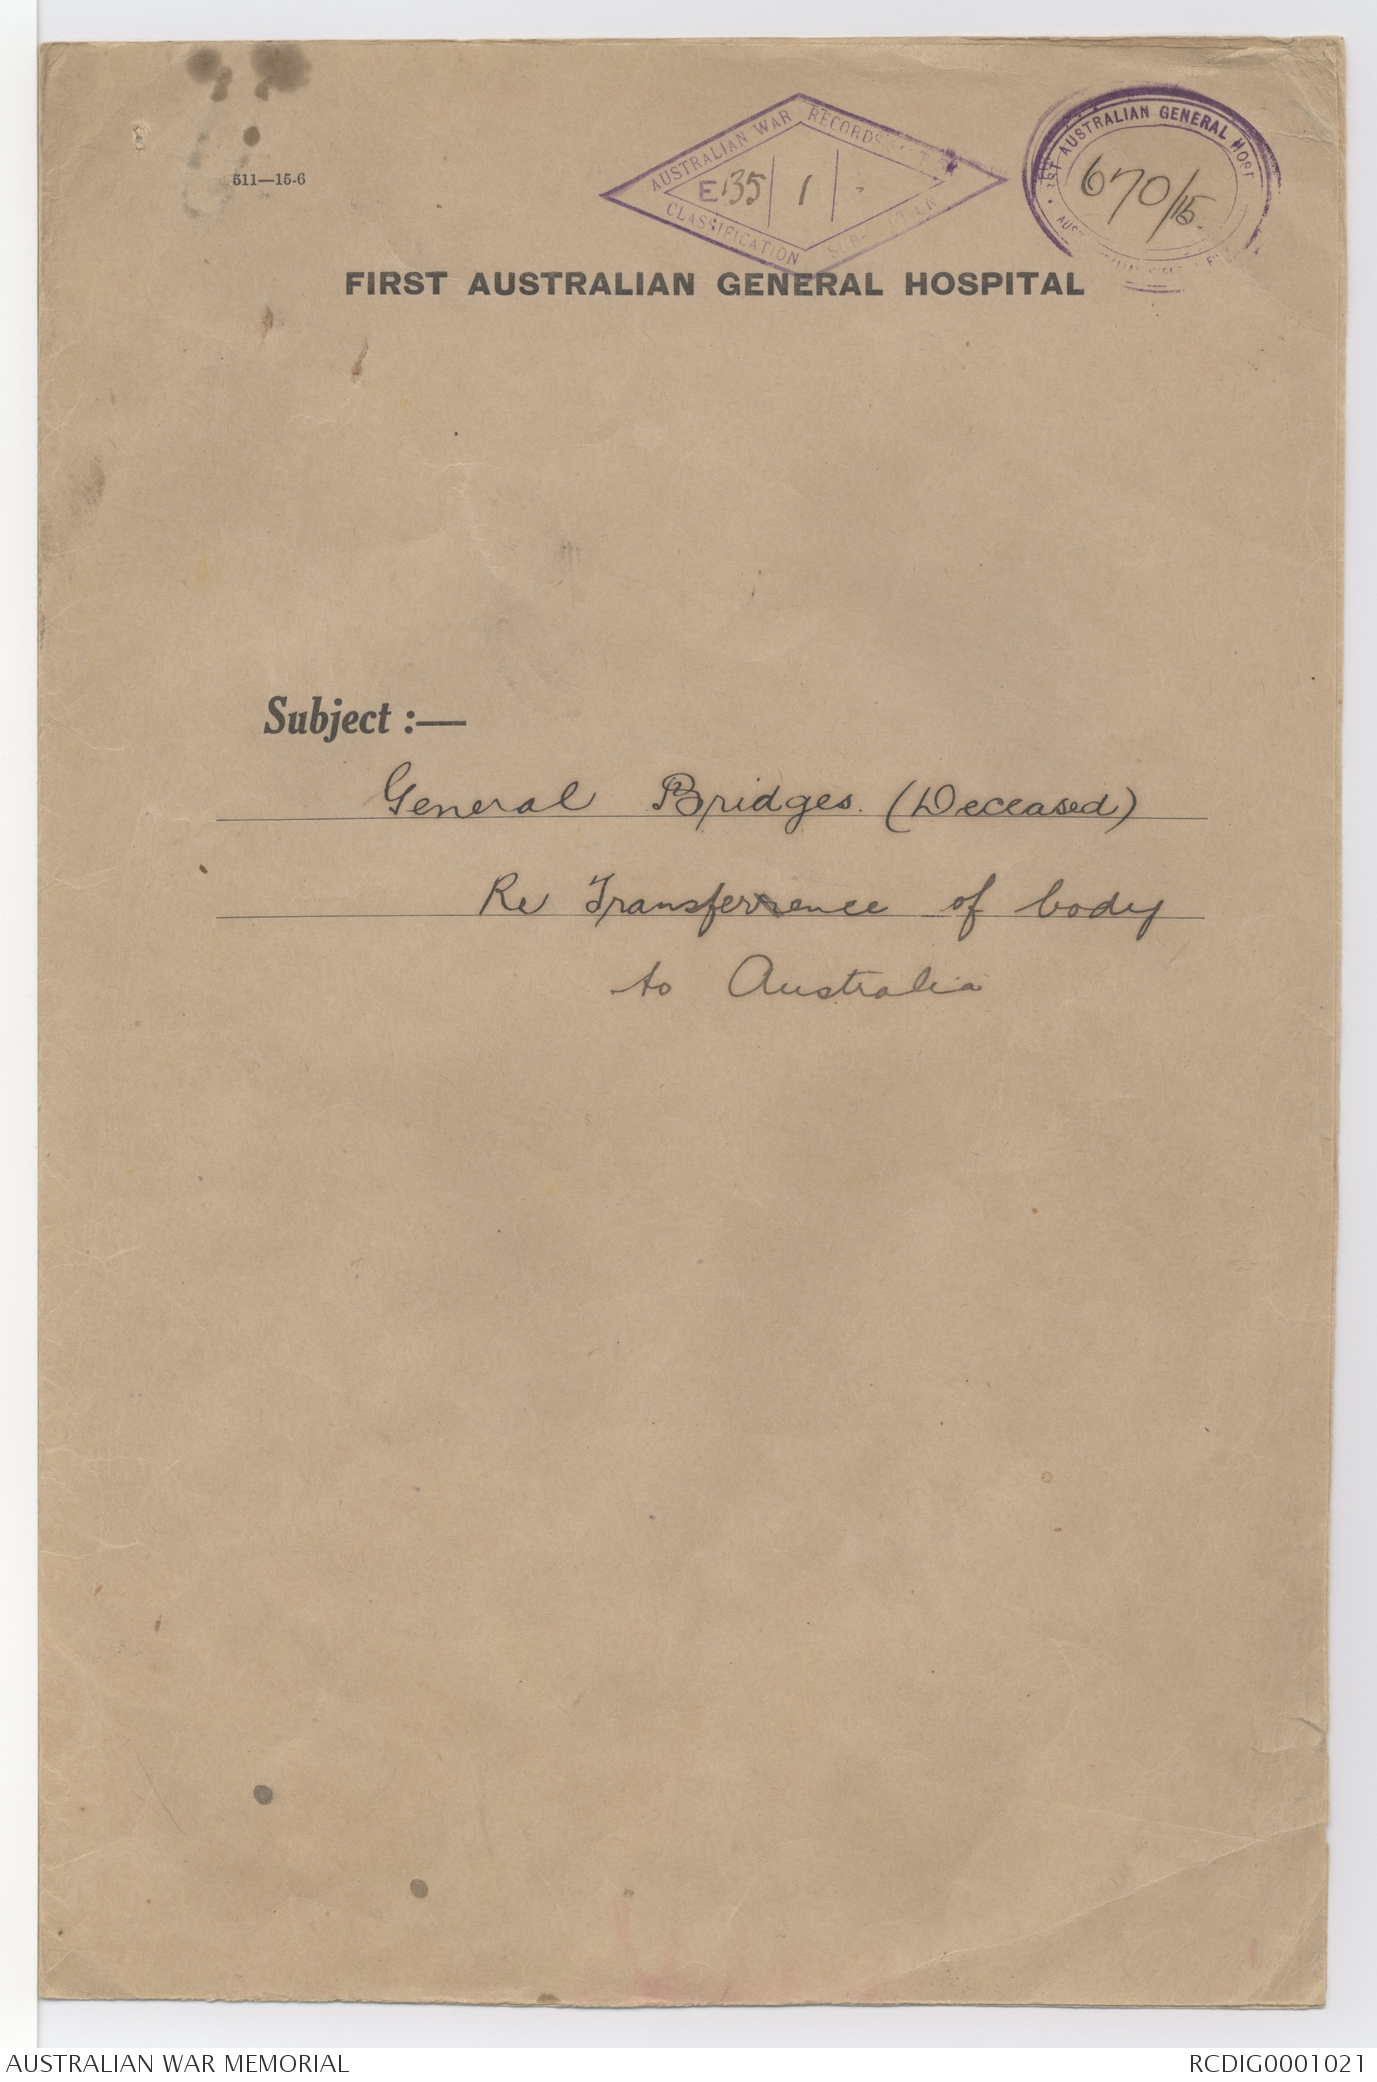 511—15-6
AUSTRALIAN WAR RECORDS
E 135 1
CLASSIFICATION
1ST AUSTRALIAN GENERAL HOSP
670/15.
FIRST AUSTRALIAN GENERAL HOSPITAL
Subject :—
General Bridges. (Deceased)
Re Transferrence of body
to Australia
AUSTRALIAN WAR MEMORIAL
RCDIG0001021